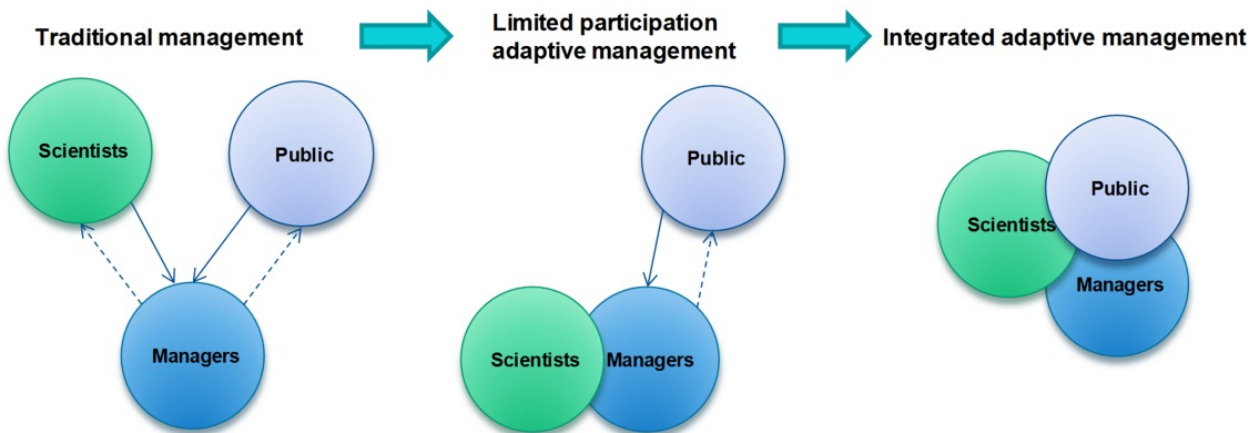 Traditional management
Limited participation
adaptive management
Integrated adaptive management
Scientists
Public
Managers
Public
Scientists
Managers
Public
Scientists
Managers